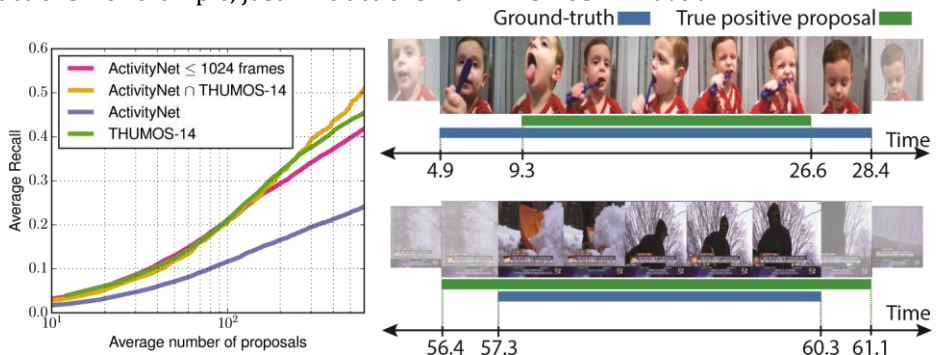 Ground-truth
True positive proposal
0.6
0.5
0.4
0.3
0.2
0.1
0.0
Average Recall
ActivityNet ≤ 1024 frames
ActivityNet ∩ THUMOS-14
ActivityNet
THUMOS-14
10¹
10²
Average number of proposals
Time
4.9
9.3
26.6
28.4
Time
56.4
57.3
60.3
61.1